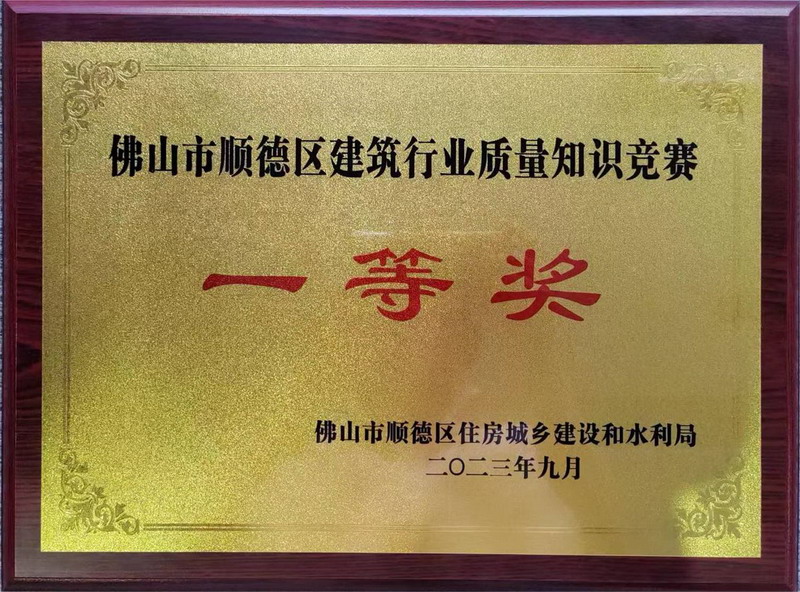 佛山市顺德区建筑行业质量知识竞赛
一等奖
佛山市顺德区住房城乡建设和水利局
二〇二三年九月